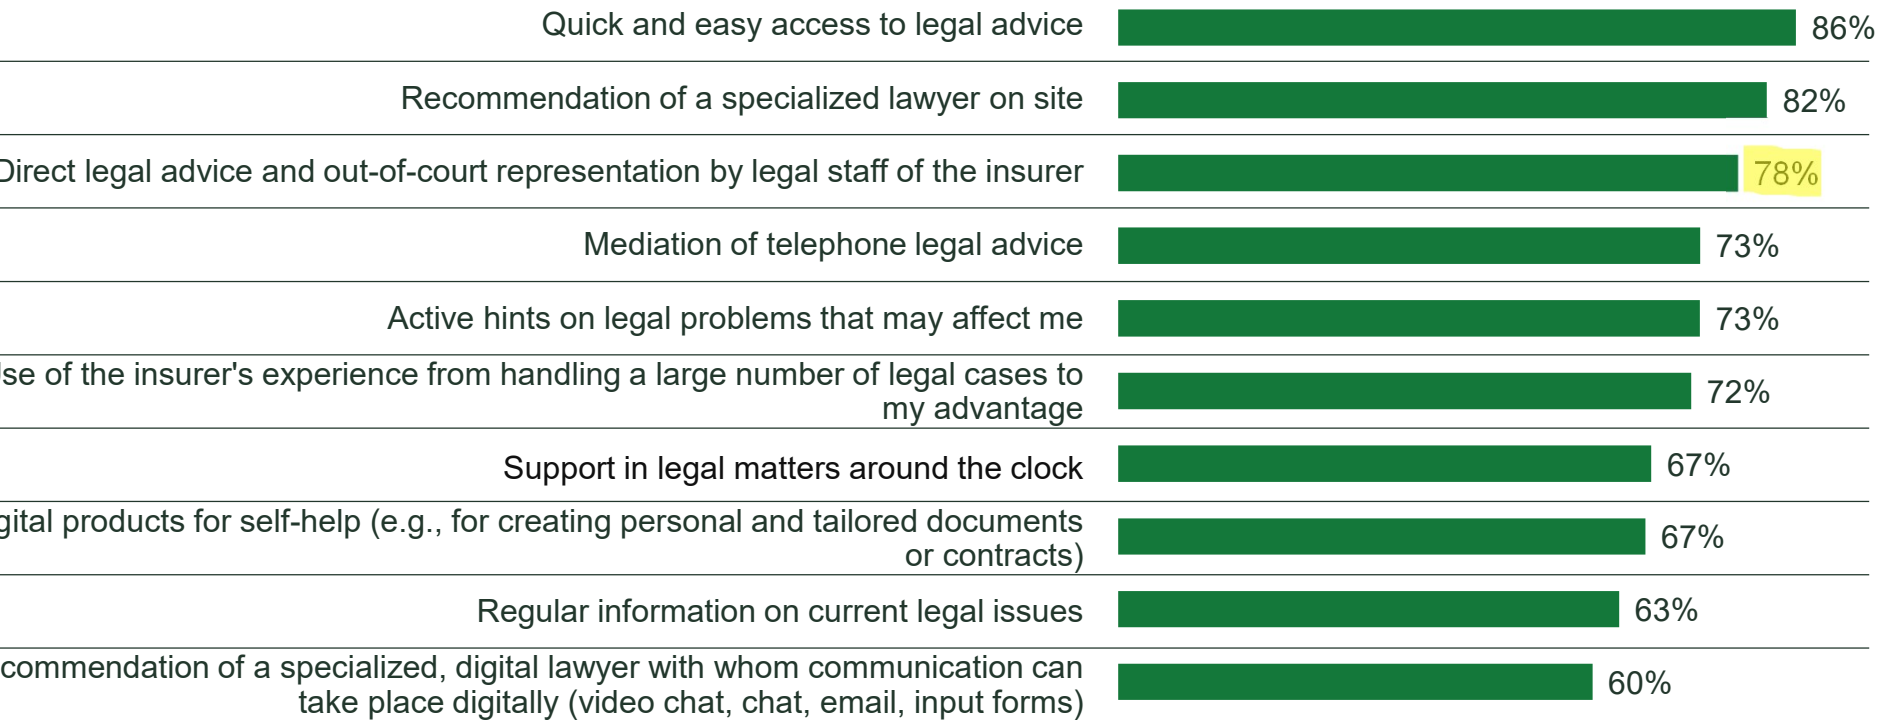 Quick and easy access to legal advice 86%
Recommendation of a specialized lawyer on site 82%
Direct legal advice and out-of-court representation by legal staff of the insurer 78%
Mediation of telephone legal advice 73%
Active hints on legal problems that may affect me 73%
se of the insurer's experience from handling a large number of legal cases to
my advantage 72%
Support in legal matters around the clock 67%
gital products for self-help (e.g., for creating personal and tailored documents
or contracts) 67%
Regular information on current legal issues 63%
commendation of a specialized, digital lawyer with whom communication can
take place digitally (video chat, chat, email, input forms) 60%